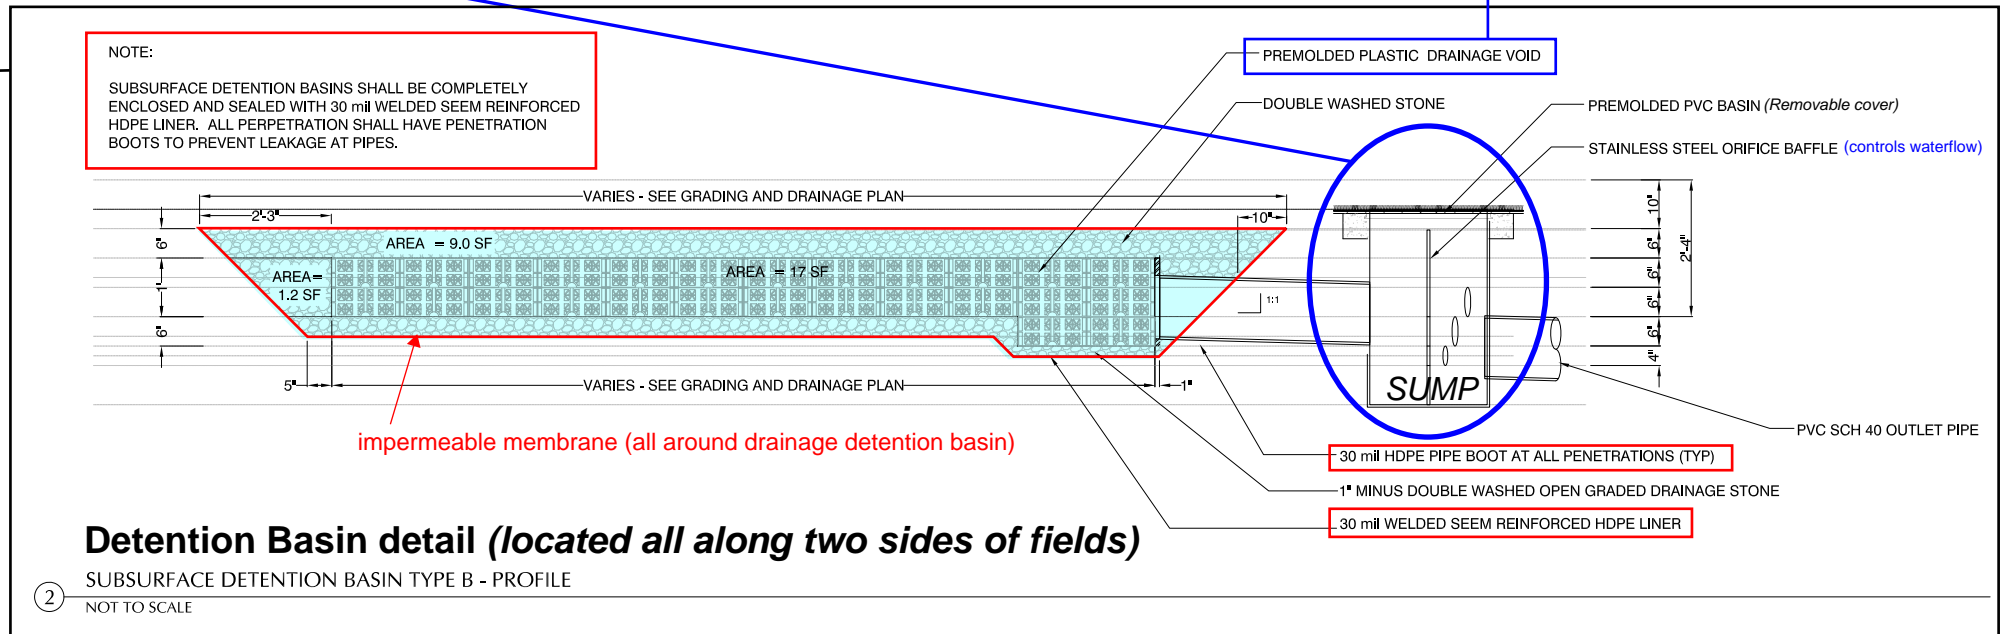 NOTE:
SUBSURFACE DETENTION BASINS SHALL BE COMPLETELY
ENCLOSED AND SEALED WITH 30 mil WELDED SEEM REINFORCED
HDPE LINER. ALL PERPETRATION SHALL HAVE PENETRATION
BOOTS TO PREVENT LEAKAGE AT PIPES.
PREMOLDED PLASTIC DRAINAGE VOID
DOUBLE WASHED STONE
PREMOLDED PVC BASIN (Removable cover)
STAINLESS STEEL ORIFICE BAFFLE (controls waterflow)
VARIES - SEE GRADING AND DRAINAGE PLAN
2'-3"
10"
6"
1'
6"
AREA = 9.0 SF
AREA=
1.2 SF
AREA = 17 SF
1:1
10"
6"
6"
6"
6"
4"
2'-4"
5"
VARIES - SEE GRADING AND DRAINAGE PLAN
1"
SUMP
impermeable membrane (all around drainage detention basin)
PVC SCH 40 OUTLET PIPE
30 mil HDPE PIPE BOOT AT ALL PENETRATIONS (TYP)
1" MINUS DOUBLE WASHED OPEN GRADED DRAINAGE STONE
30 mil WELDED SEEM REINFORCED HDPE LINER
Detention Basin detail (located all along two sides of fields)
SUBSURFACE DETENTION BASIN TYPE B - PROFILE
2
NOT TO SCALE